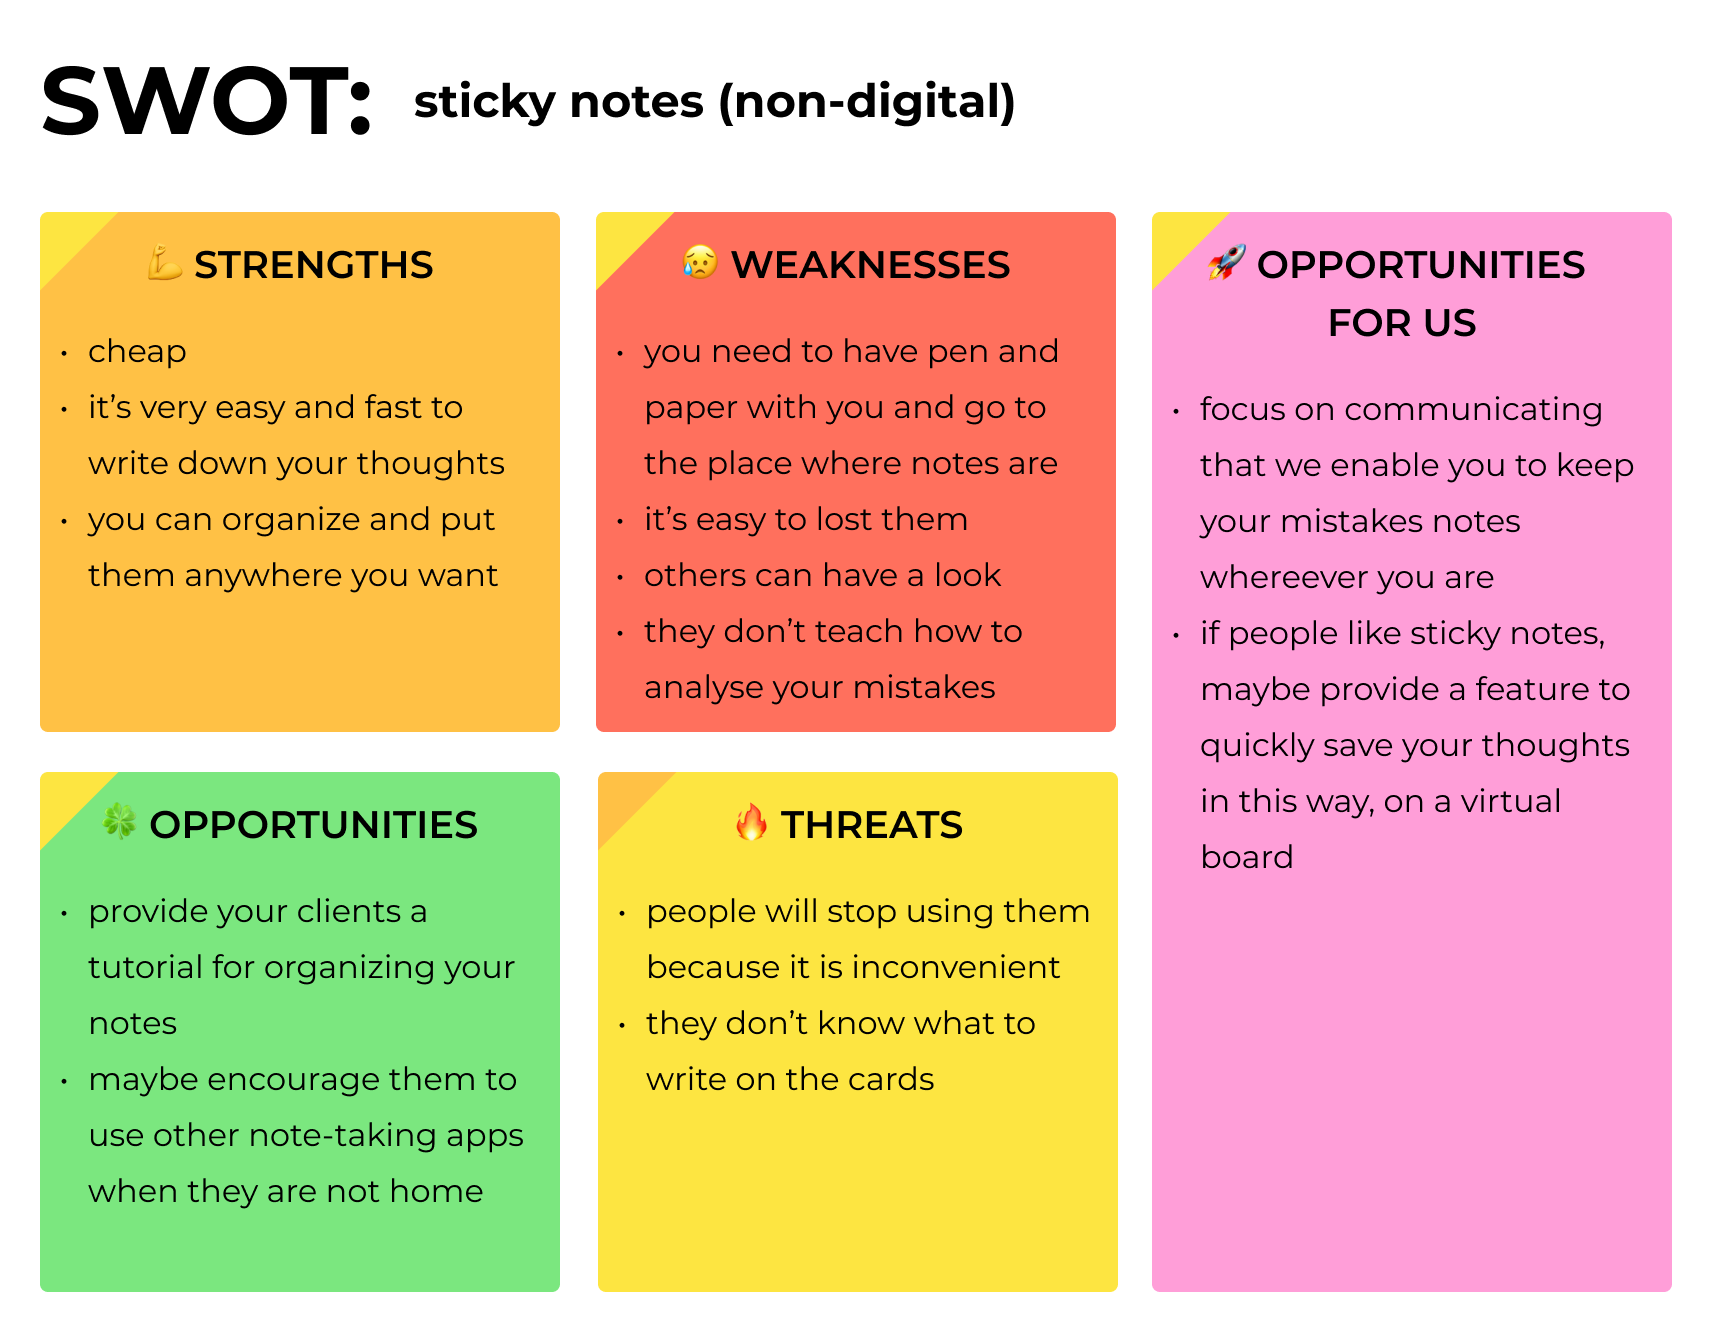 SWOT: sticky notes (non-digital)
💪 STRENGTHS
• cheap
• it’s very easy and fast to
write down your thoughts
• you can organize and put
them anywhere you want
😥 WEAKNESSES
• you need to have pen and
paper with you and go to
the place where notes are
• it’s easy to lost them
• others can have a look
• they don’t teach how to
analyse your mistakes
🚀 OPPORTUNITIES
FOR US
• focus on communicating
that we enable you to keep
your mistakes notes
whereever you are
• if people like sticky notes,
maybe provide a feature to
quickly save your thoughts
in this way, on a virtual
board
🍀 OPPORTUNITIES
• provide your clients a
tutorial for organizing your
notes
• maybe encourage them to
use other note-taking apps
when they are not home
🔥 THREATS
• people will stop using them
because it is inconvenient
• they don’t know what to
write on the cards